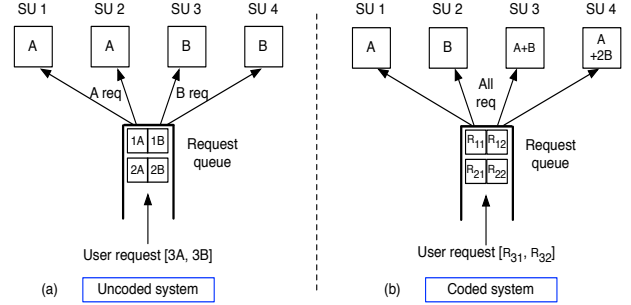 SU 1 SU 2 SU 3 SU 4
A A B B
A req B req
1A 1B
2A 2B
Request
queue
User request [3A, 3B]
(a) Uncoded system
SU 1 SU 2 SU 3 SU 4
A B A+B A
+2B
All
req
R11 R12
R21 R22
Request
queue
User request [R31, R32]
(b) Coded system